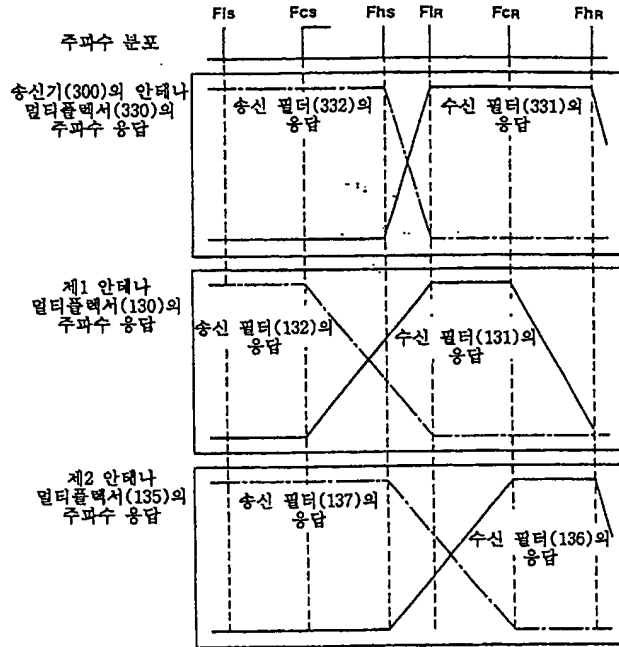 FlS FcS FhS FlR FcR FhR
주파수 분포
송신기(300)의 안테나
멀티플렉서(330)의
주파수 응답
송신 필터(332)의
응답
수신 필터(331)의
응답
제1 안테나
멀티플렉서(130)의
주파수 응답
송신 필터(132)의
응답
수신 필터(131)의
응답
제2 안테나
멀티플렉서(135)의
주파수 응답
송신 필터(137)의
응답
수신 필터(136)의
응답